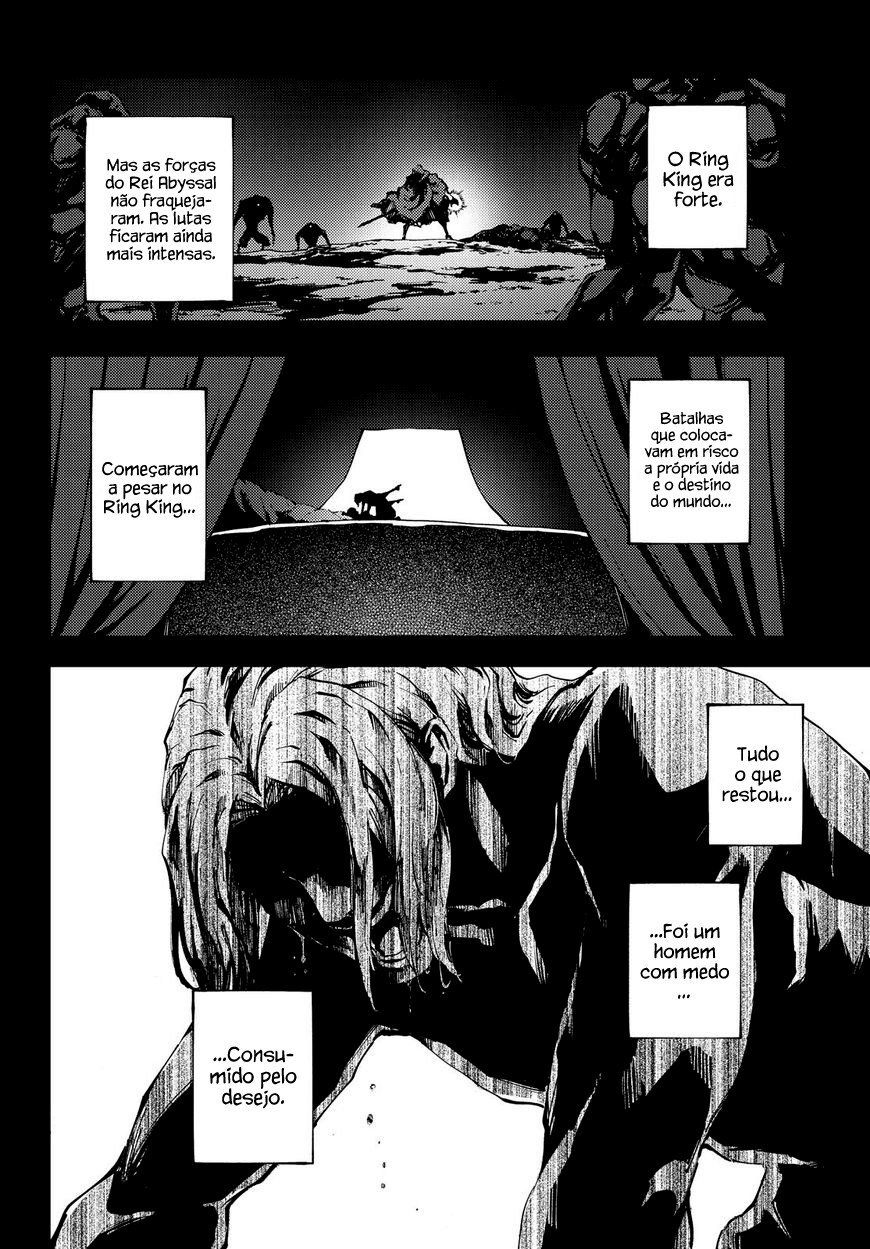 O Ring
King era
forte.
Mas as forças
do Rei Abyssal
não fraqueja-
ram. As lutas
ficaram ainda
mais intensas.
Batalhas
que coloca-
vam em risco
a própria vida
e o destino
do mundo...
Começaram
a pesar no
Ring King...
Tudo
o que
restou...
...Foi um
homem
com medo
...
...Consu-
mido pelo
desejo.